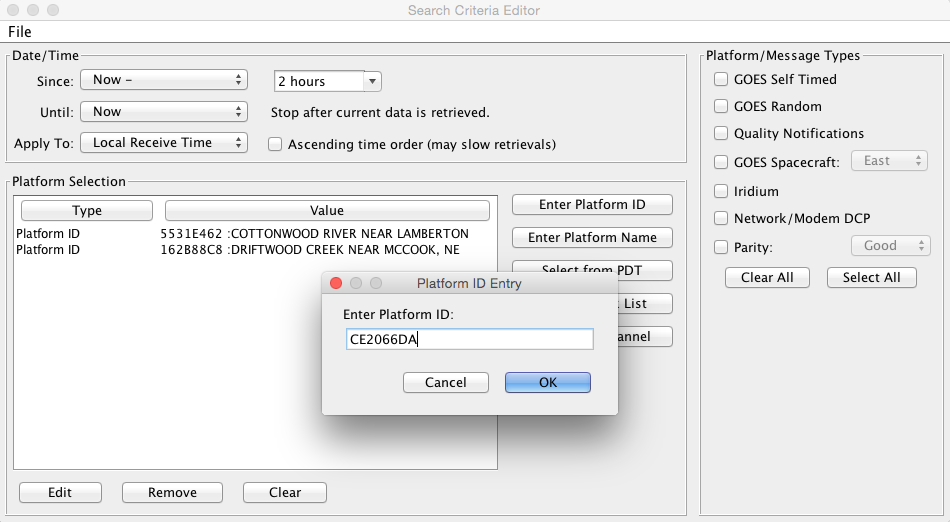 Search Criteria Editor
File
Date/Time
Since: Now - 2 hours
Until: Now Stop after current data is retrieved.
Apply To: Local Receive Time Ascending time order (may slow retrievals)
Platform Selection
Type Value
Platform ID 5531E462 :COTTONWOOD RIVER NEAR LAMBERTON
Platform ID 162B88C8 :DRIFTWOOD CREEK NEAR MCCOOK, NE
Enter Platform ID
Enter Platform Name
Select from PDT
List
annel
Platform ID Entry
Enter Platform ID:
CE2066DA
Cancel OK
Edit Remove Clear
Platform/Message Types
GOES Self Timed
GOES Random
Quality Notifications
GOES Spacecraft: East
Iridium
Network/Modem DCP
Parity: Good
Clear All Select All